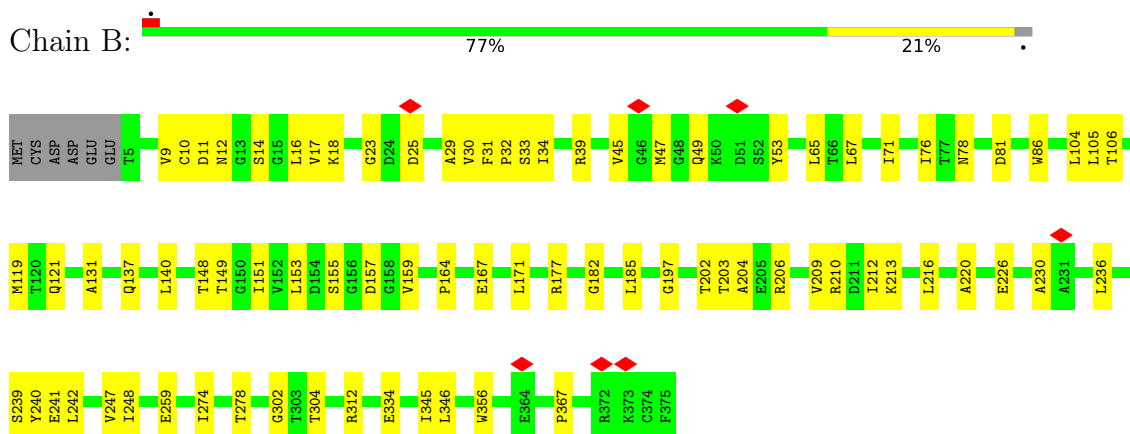 Chain B:
77% 21%
MET CYS ASP ASP GLU GLU T5 V9 C10 D11 N12 G13 S14 G15 L16 V17 K18 G23 D24 D25 A29 V30 F31 P32 S33 I34 R39 V45 G46 M47 G48 Q49 K50 D51 S52 Y53 L65 T66 L67 I71 I76 T77 N78 D81 W86 L104 L105 T106
M119 T120 Q121 A131 Q137 L140 T148 T149 G150 I151 V152 L153 D154 S155 G156 D157 G158 V159 P164 E167 L171 R177 G182 L185 G197 T202 T203 A204 E205 R206 V209 R210 D211 I212 K213 L216 A220 E226 A230 A231 L236
S239 Y240 E241 L242 V247 I248 E259 I274 T278 G302 T303 T304 R312 E334 I345 L346 W356 E364 P367 R372 K373 C374 F375